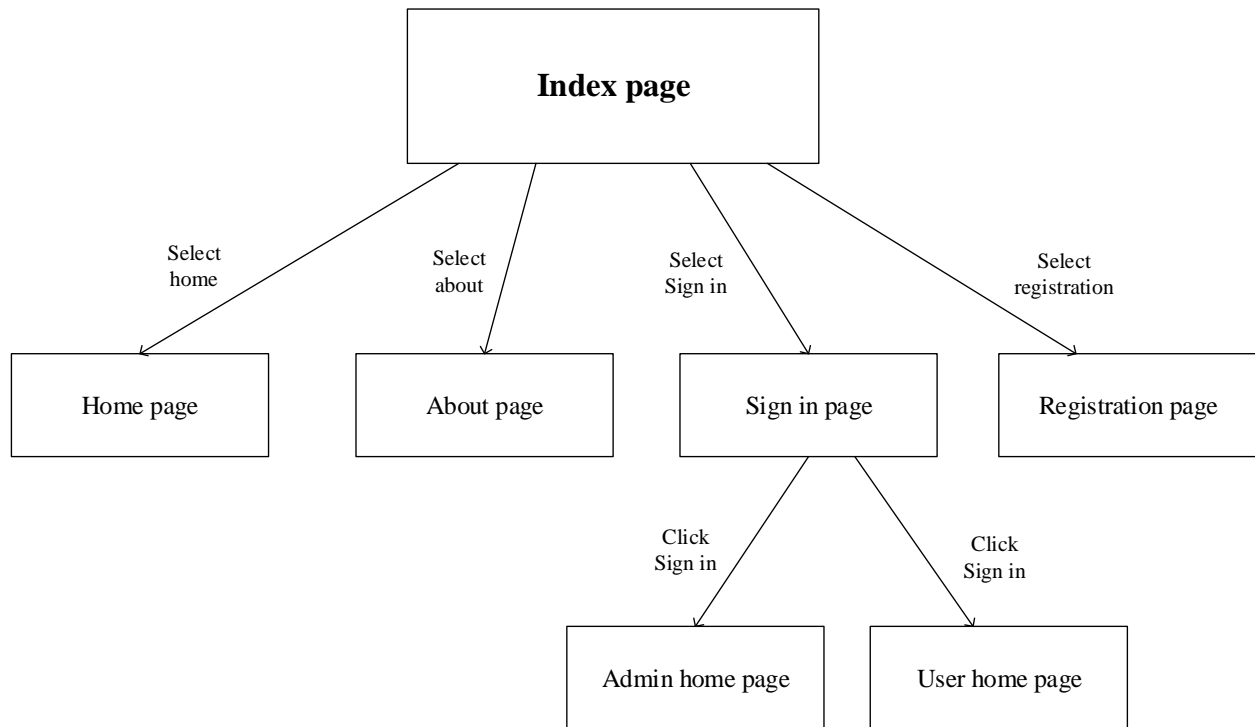 Index page
Select
home
Select
about
Select
Sign in
Select
registration
Home page
About page
Sign in page
Registration page
Click
Sign in
Click
Sign in
Admin home page
User home page